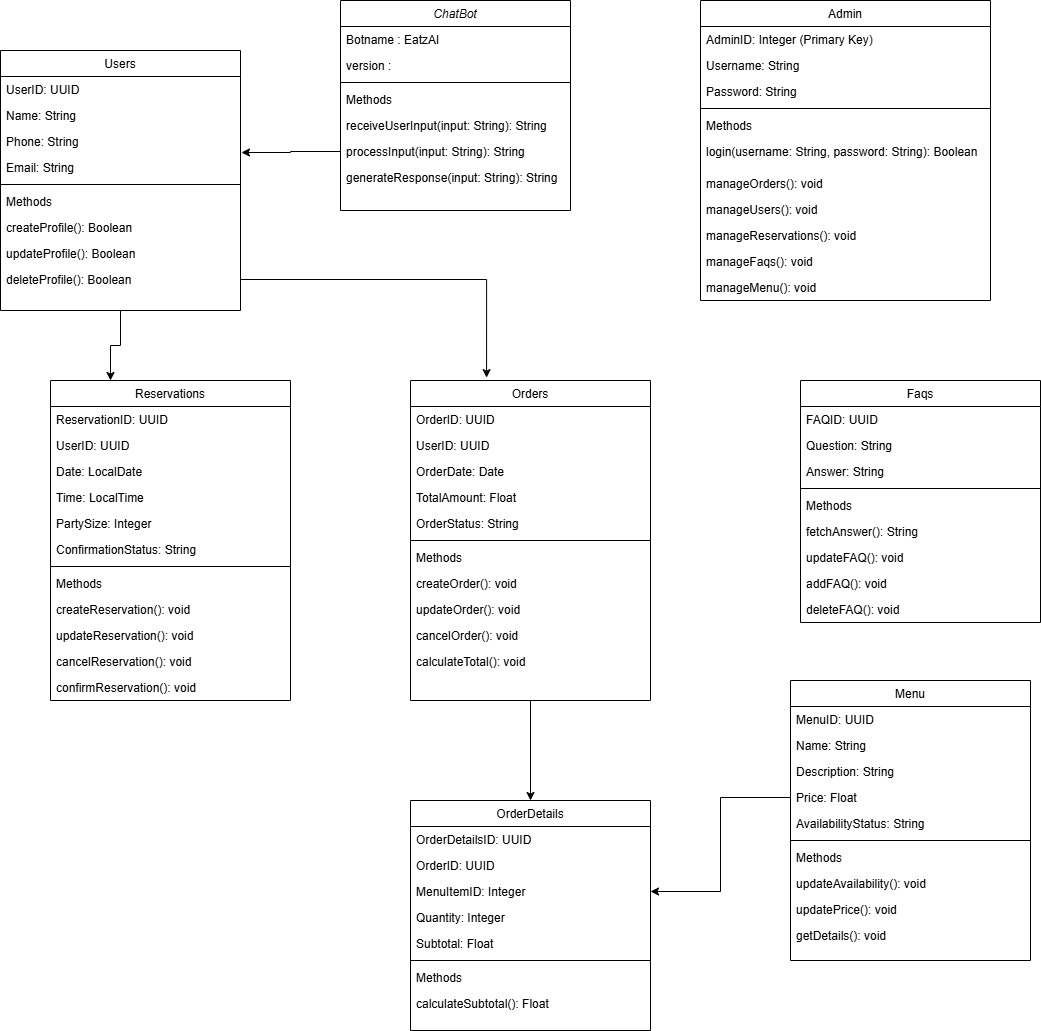 ChatBot
Botname : EatzAI
version :
Methods
receiveUserInput(input: String): String
processInput(input: String): String
generateResponse(input: String): String
Admin
AdminID: Integer (Primary Key)
Username: String
Password: String
Methods
login(username: String, password: String): Boolean
manageOrders(): void
manageUsers(): void
manageReservations(): void
manageFaqs(): void
manageMenu(): void
Users
UserID: UUID
Name: String
Phone: String
Email: String
Methods
createProfile(): Boolean
updateProfile(): Boolean
deleteProfile(): Boolean
Reservations
ReservationID: UUID
UserID: UUID
Date: LocalDate
Time: LocalTime
PartySize: Integer
ConfirmationStatus: String
Methods
createReservation(): void
updateReservation(): void
cancelReservation(): void
confirmReservation(): void
Orders
OrderID: UUID
UserID: UUID
OrderDate: Date
TotalAmount: Float
OrderStatus: String
Methods
createOrder(): void
updateOrder(): void
cancelOrder(): void
calculateTotal(): void
Faqs
FAQID: UUID
Question: String
Answer: String
Methods
fetchAnswer(): String
updateFAQ(): void
addFAQ(): void
deleteFAQ(): void
Menu
MenuID: UUID
Name: String
Description: String
Price: Float
AvailabilityStatus: String
Methods
updateAvailability(): void
updatePrice(): void
getDetails(): void
OrderDetails
OrderDetailsID: UUID
OrderID: UUID
MenuItemID: Integer
Quantity: Integer
Subtotal: Float
Methods
calculateSubtotal(): Float